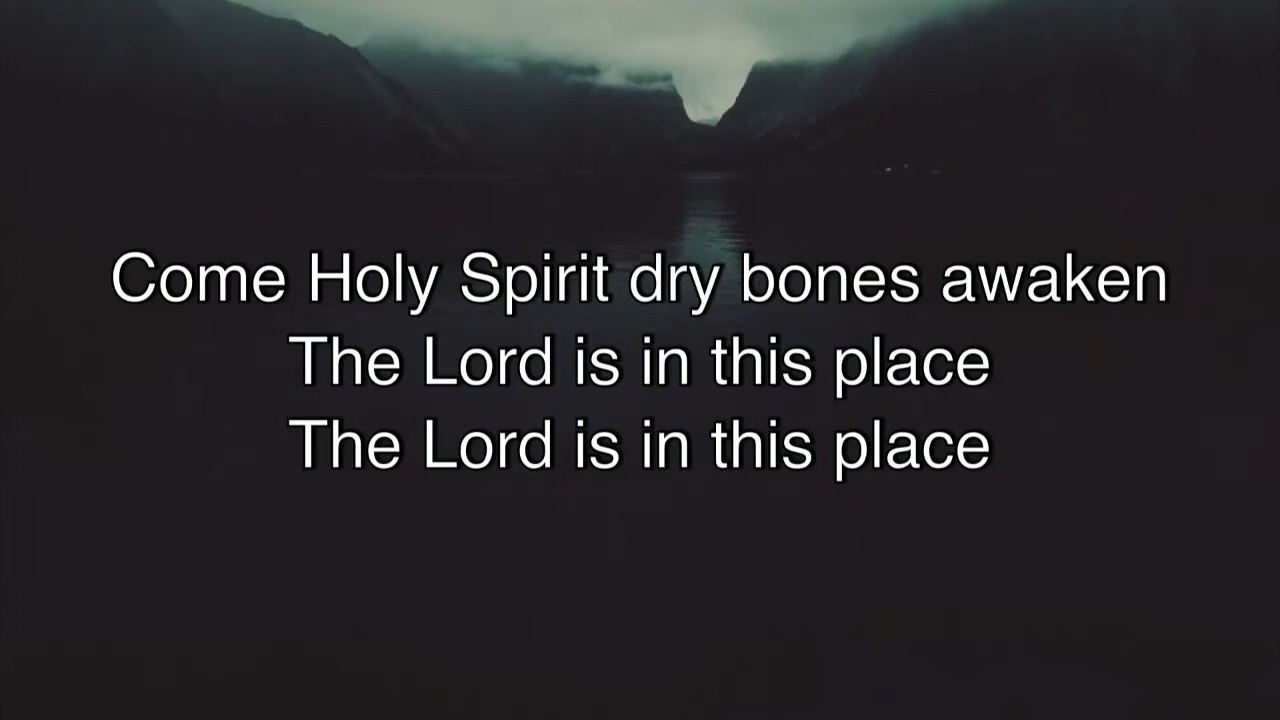 Come Holy Spirit dry bones awaken
The Lord is in this place
The Lord is in this place